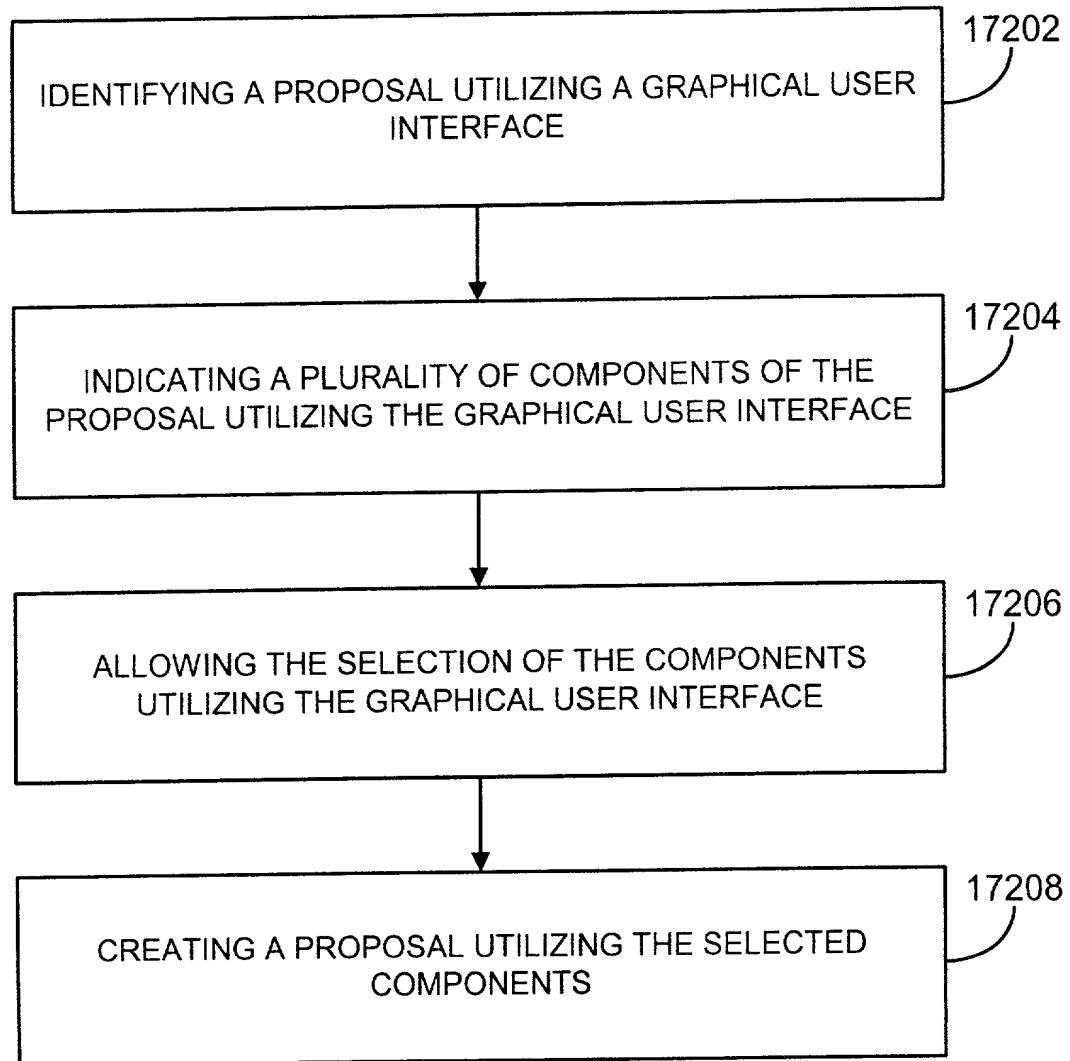 17202
IDENTIFYING A PROPOSAL UTILIZING A GRAPHICAL USER
INTERFACE
17204
INDICATING A PLURALITY OF COMPONENTS OF THE
PROPOSAL UTILIZING THE GRAPHICAL USER INTERFACE
17206
ALLOWING THE SELECTION OF THE COMPONENTS
UTILIZING THE GRAPHICAL USER INTERFACE
17208
CREATING A PROPOSAL UTILIZING THE SELECTED
COMPONENTS